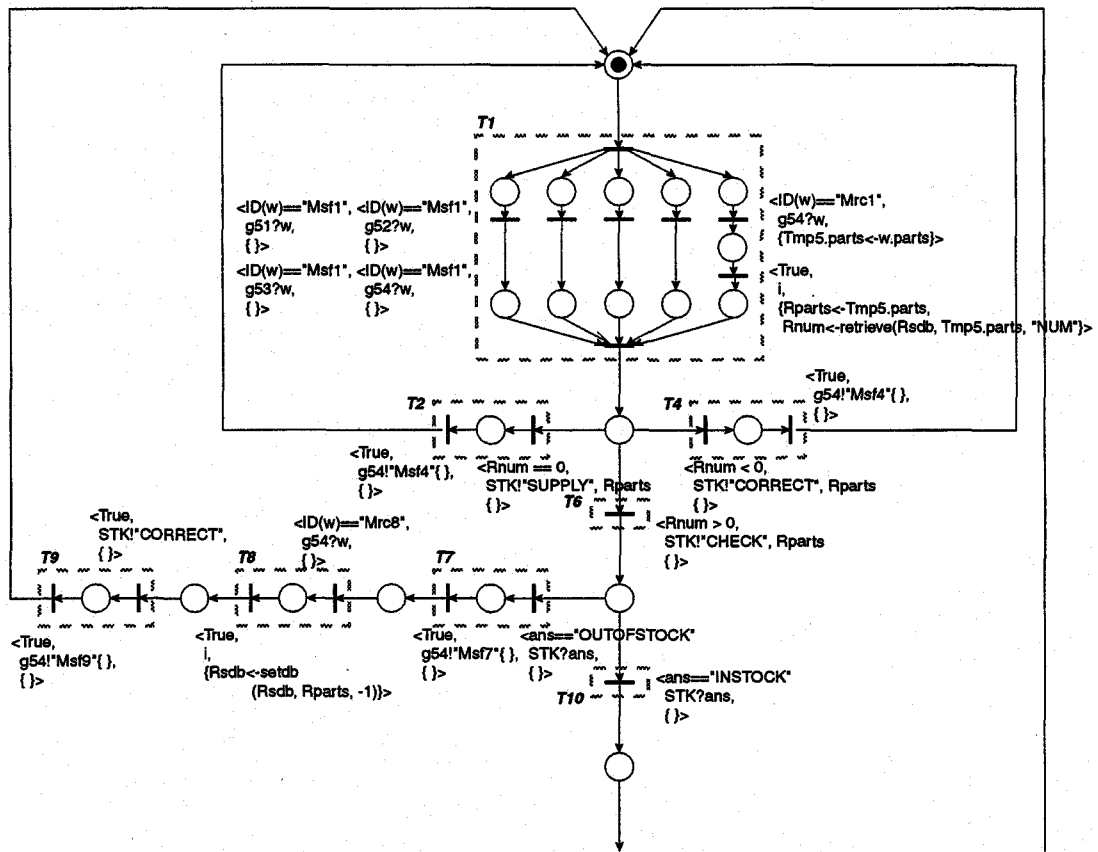 T1
<ID(w)=="Msf1", <ID(w)=="Msf1",
g51?w, g52?w,
{ }> { }>
<ID(w)=="Msf1", <ID(w)=="Msf1",
g53?w, g54?w,
{ }> { }>
<ID(w)=="Mrc1",
g54?w,
{Tmp5.parts<-w.parts}>
<True,
i,
{Rparts<-Tmp5.parts,
Rnum<-retrieve(Rsdb, Tmp5.parts, "NUM"}>
T2
<True,
g54!"Msf4"{ },
{ }>
<Rnum == 0,
STK!"SUPPLY", Rparts
{ }>
T4
<True,
g54!"Msf4"{ },
{ }>
<Rnum < 0,
STK!"CORRECT", Rparts
{ }>
T6
<Rnum > 0,
STK!"CHECK", Rparts
{ }>
T9
<True,
STK!"CORRECT",
{ }>
<True,
g54!"Msf9"{ },
{ }>
T8
<ID(w)=="Mrc8",
g54?w,
{ }>
<True,
i,
{Rsdb<-setdb
(Rsdb, Rparts, -1)}>
T7
<True,
g54!"Msf7"{ },
{ }>
<ans=="OUTOFSTOCK"
STK?ans,
{ }>
T10
<ans=="INSTOCK"
STK?ans,
{ }>